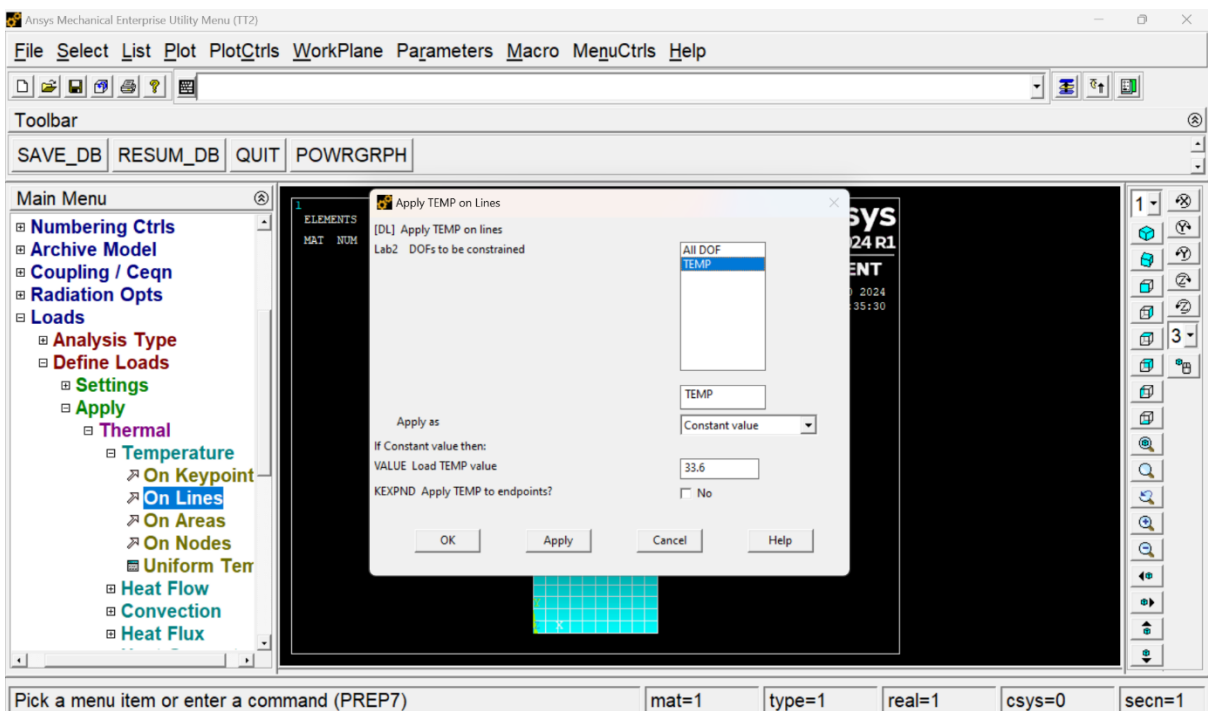 Ansys Mechanical Enterprise Utility Menu (TT2)
File Select List Plot PlotCtrls WorkPlane Parameters Macro MenuCtrls Help
Toolbar
SAVE_DB RESUM_DB QUIT POWRGRPH
Main Menu
Numbering Ctrls
Archive Model
Coupling / Ceqn
Radiation Opts
Loads
Analysis Type
Define Loads
Settings
Apply
Thermal
Temperature
On Keypoint
On Lines
On Areas
On Nodes
Uniform Tem
Heat Flow
Convection
Heat Flux
1
ELEMENTS
MAT NUM
sys
24 R1
ENT
2024
:35:30
Apply TEMP on Lines
[DL] Apply TEMP on lines
Lab2 DOFs to be constrained
All DOF
TEMP
TEMP
Apply as Constant value
If Constant value then:
VALUE Load TEMP value 33.6
KEXPND Apply TEMP to endpoints? No
OK Apply Cancel Help
X
1
3
Pick a menu item or enter a command (PREP7) mat=1 type=1 real=1 csys=0 secn=1